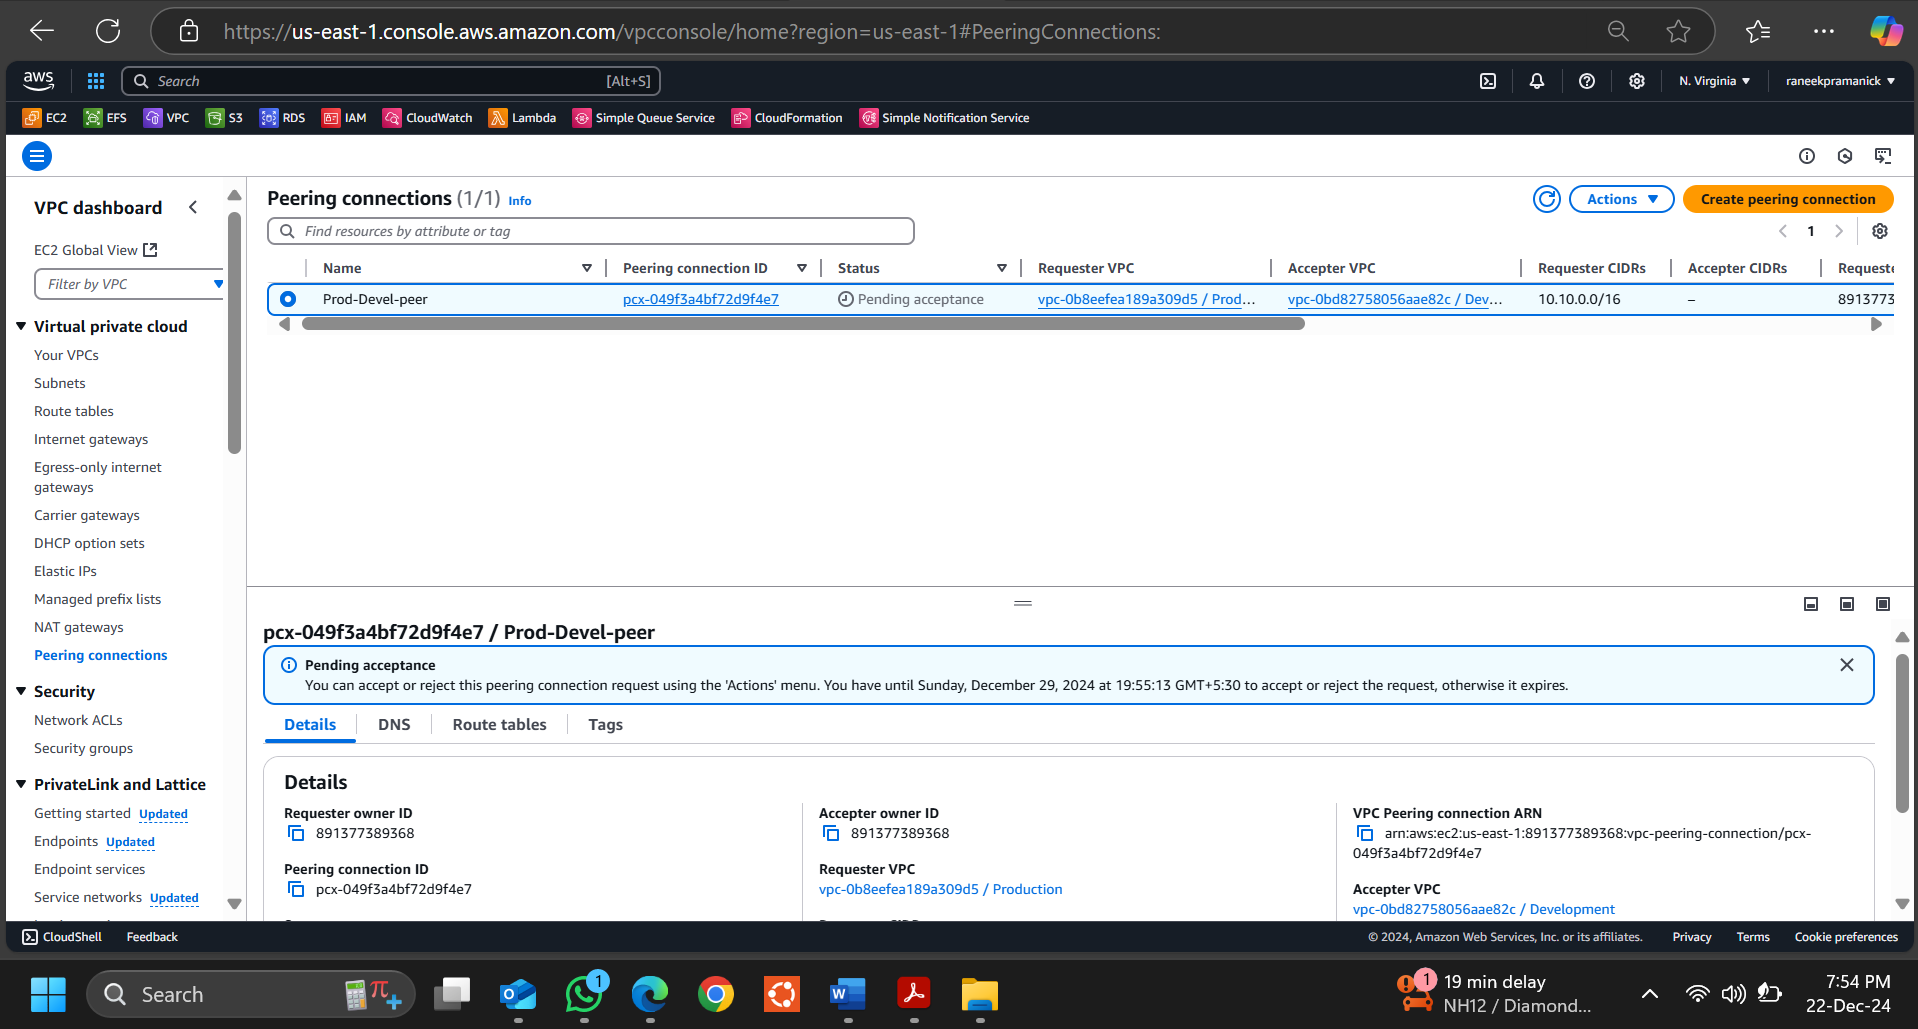 https://us-east-1.console.aws.amazon.com/vpcconsole/home?region=us-east-1#PeeringConnections:
aws
Search [Alt+S]
N. Virginia
raneekpramanick
EC2 EFS VPC S3 RDS IAM CloudWatch Lambda Simple Queue Service CloudFormation Simple Notification Service
VPC dashboard
EC2 Global View
Filter by VPC
Virtual private cloud
Your VPCs
Subnets
Route tables
Internet gateways
Egress-only internet
gateways
Carrier gateways
DHCP option sets
Elastic IPs
Managed prefix lists
NAT gateways
Peering connections
Security
Network ACLs
Security groups
PrivateLink and Lattice
Getting started Updated
Endpoints Updated
Endpoint services
Service networks Updated
Peering connections (1/1) Info
Actions
Create peering connection
Find resources by attribute or tag
1
Name Peering connection ID Status Requester VPC Accepter VPC Requester CIDRs Accepter CIDRs Requeste
Prod-Devel-peer pcx-049f3a4bf72d9f4e7 Pending acceptance vpc-0b8eefea189a309d5 / Prod... vpc-0bd82758056aae82c / Dev... 10.10.0.0/16 – 8913773
pcx-049f3a4bf72d9f4e7 / Prod-Devel-peer
Pending acceptance
You can accept or reject this peering connection request using the 'Actions' menu. You have until Sunday, December 29, 2024 at 19:55:13 GMT+5:30 to accept or reject the request, otherwise it expires.
Details DNS Route tables Tags
Details
Requester owner ID
891377389368
Peering connection ID
pcx-049f3a4bf72d9f4e7
Accepter owner ID
891377389368
Requester VPC
vpc-0b8eefea189a309d5 / Production
VPC Peering connection ARN
arn:aws:ec2:us-east-1:891377389368:vpc-peering-connection/pcx-
049f3a4bf72d9f4e7
Accepter VPC
vpc-0bd82758056aae82c / Development
CloudShell Feedback
© 2024, Amazon Web Services, Inc. or its affiliates. Privacy Terms Cookie preferences
Search
1
1
19 min delay
NH12 / Diamond...
7:54 PM
22-Dec-24